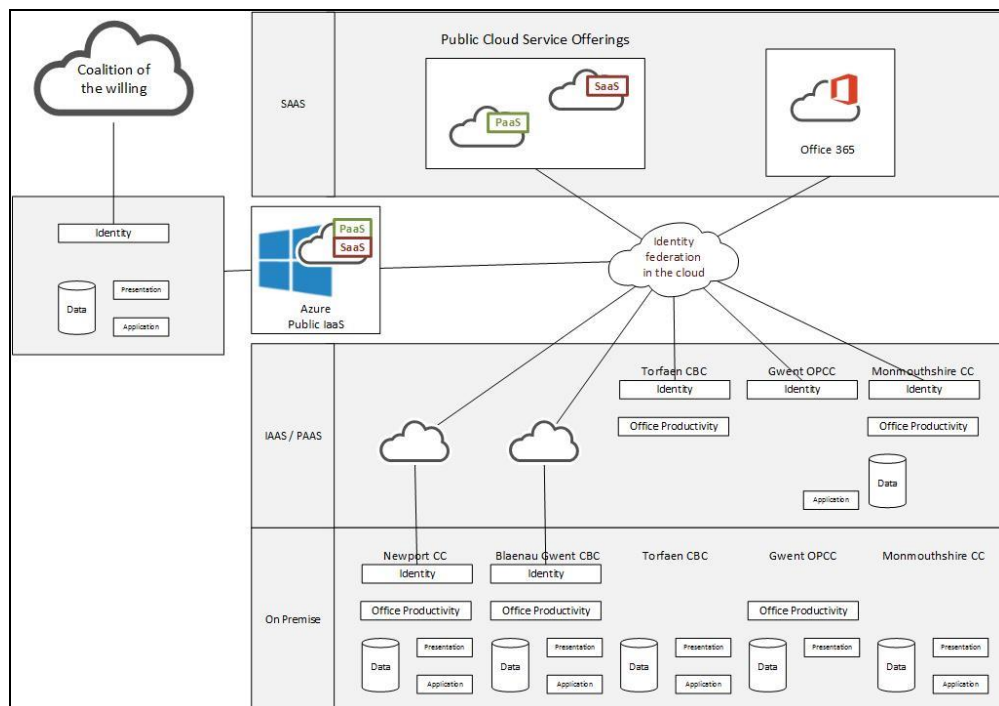 Coalition of
the willing
Public Cloud Service Offerings
SAAS
SaaS
PaaS
Office 365
Identity
Data
Presentation
Application
PaaS
SaaS
Azure
Public IaaS
Identity
federation
in the cloud
IAAS / PAAS
Torfaen CBC
Gwent OPCC
Monmouthshire CC
Identity
Identity
Identity
Office Productivity
Office Productivity
Application
Data
On Premise
Newport CC
Blaenau Gwent CBC
Torfaen CBC
Gwent OPCC
Monmouthshire CC
Identity
Identity
Office Productivity
Office Productivity
Office Productivity
Data
Presentation
Application
Data
Presentation
Application
Data
Presentation
Application
Data
Presentation
Data
Presentation
Application